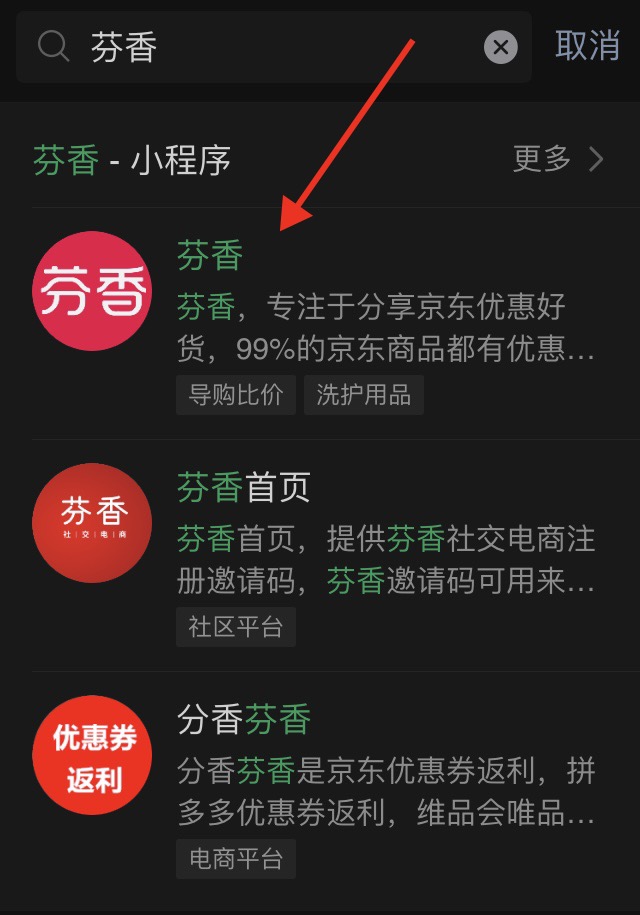 芬香
取消
芬香 - 小程序
更多
芬香
芬香
芬香，专注于分享京东优惠好
货，99%的京东商品都有优惠...
导购比价
洗护用品
芬香
社交电商
芬香首页
芬香首页，提供芬香社交电商注
册邀请码，芬香邀请码可用来...
社区平台
优惠券
返利
分香芬香
分香芬香是京东优惠券返利，拼
多多优惠券返利，维品会唯品...
电商平台